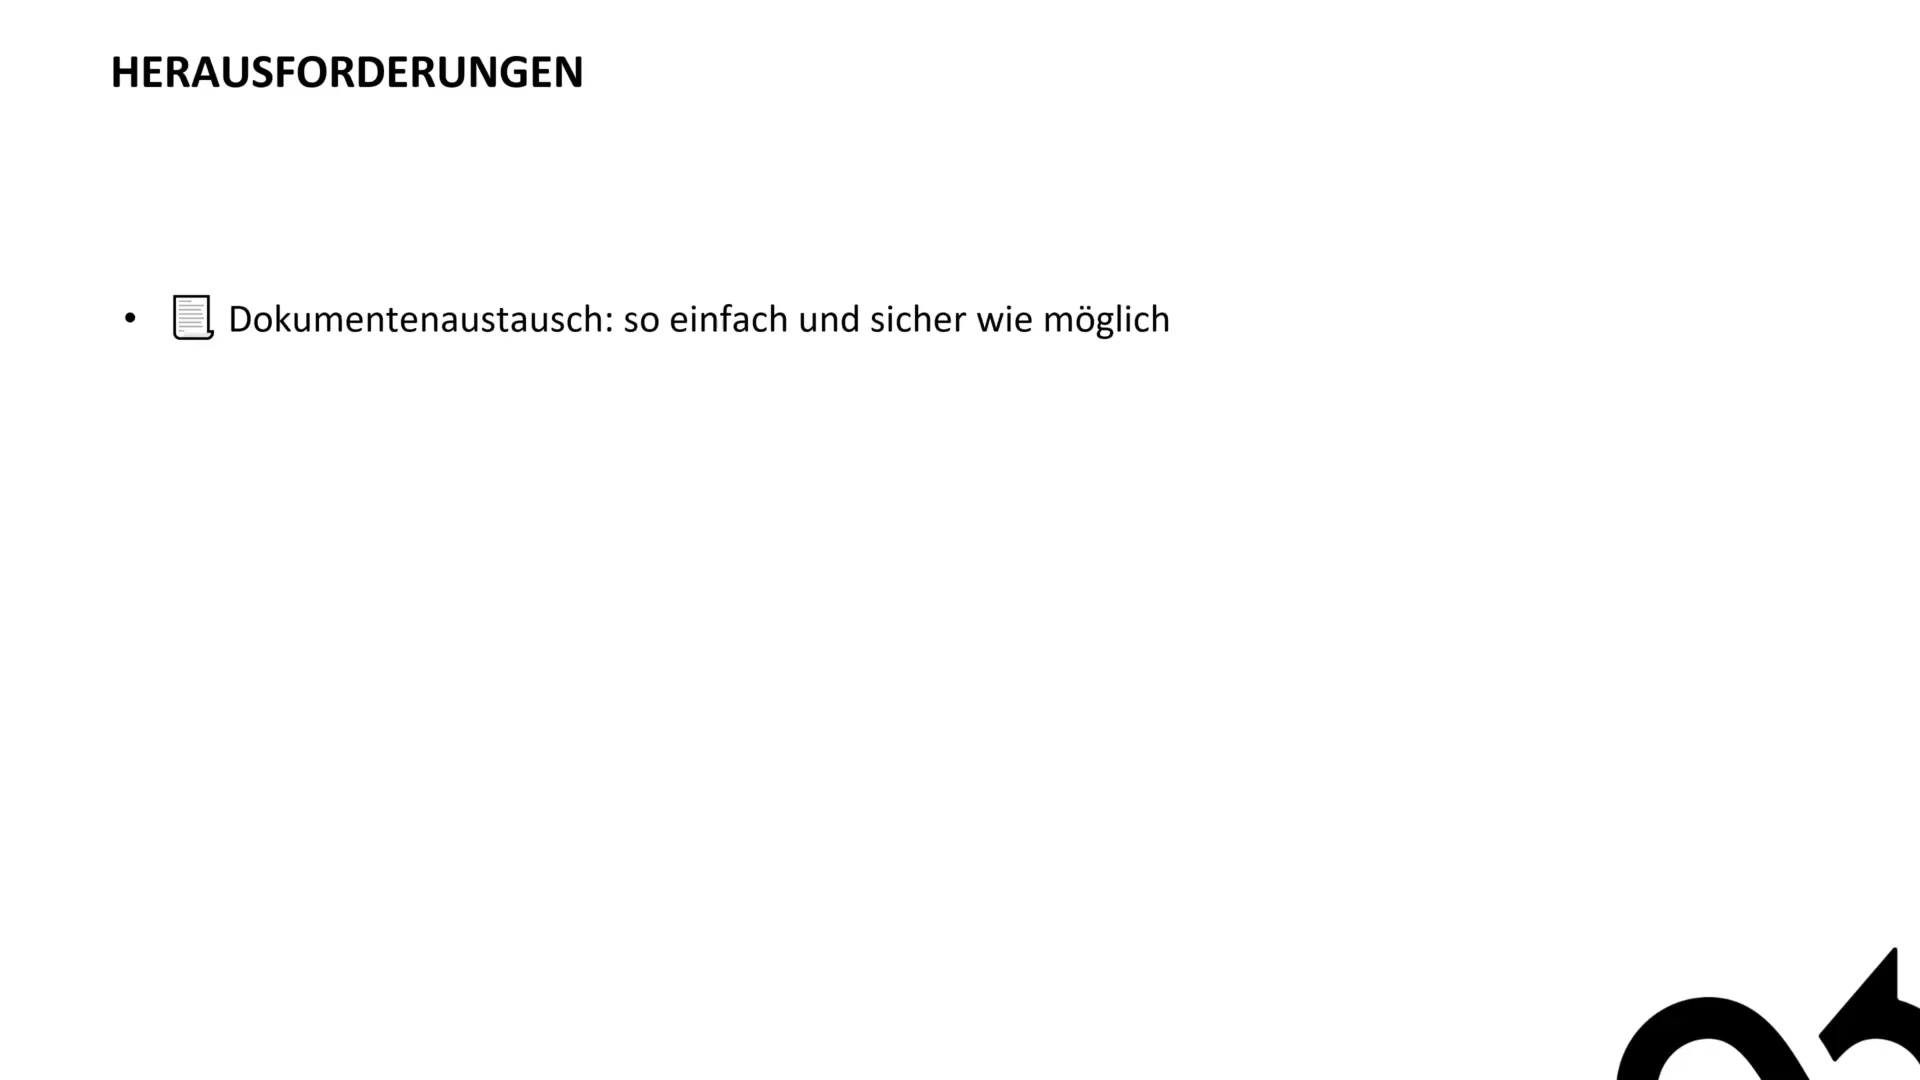 HERAUSFORDERUNGEN
• Dokumentenaustausch: so einfach und sicher wie möglich